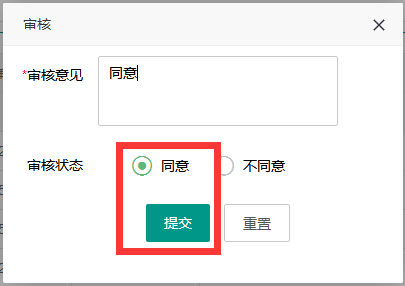 审核
*审核意见 同意
审核状态 同意 不同意
提交 重置